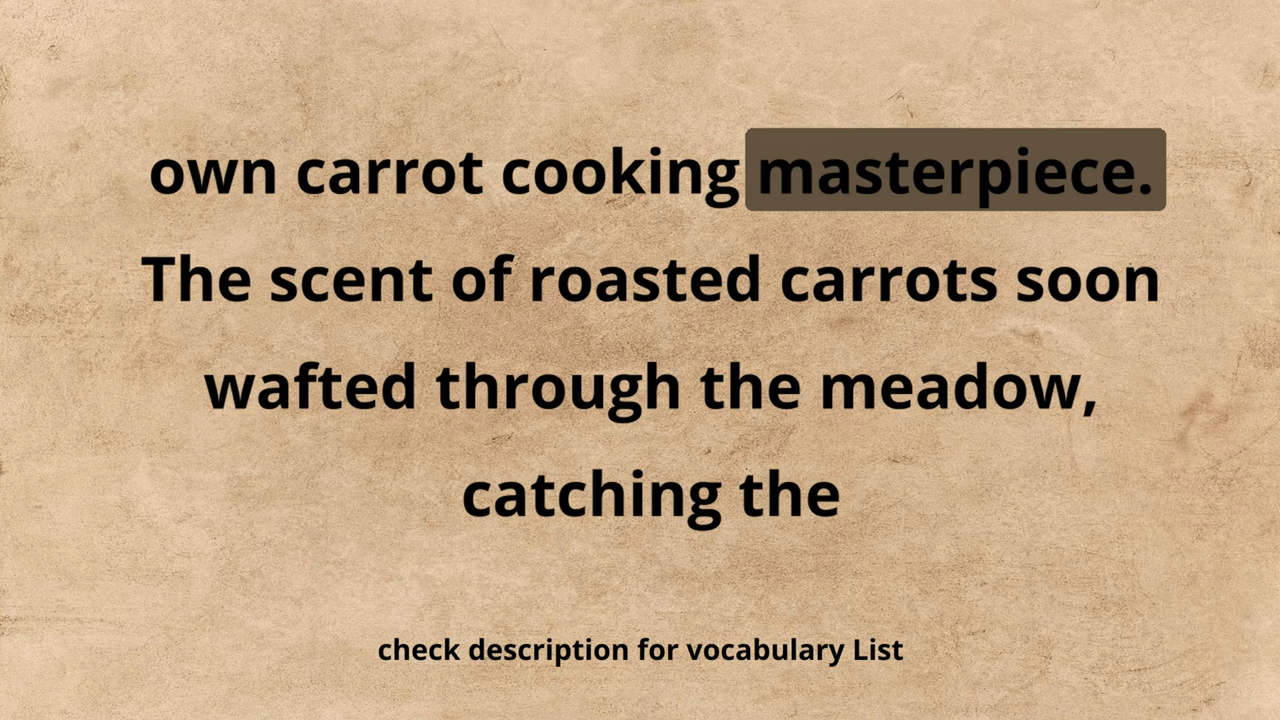 own carrot cooking masterpiece.
The scent of roasted carrots soon
wafted through the meadow,
catching the
check description for vocabulary List